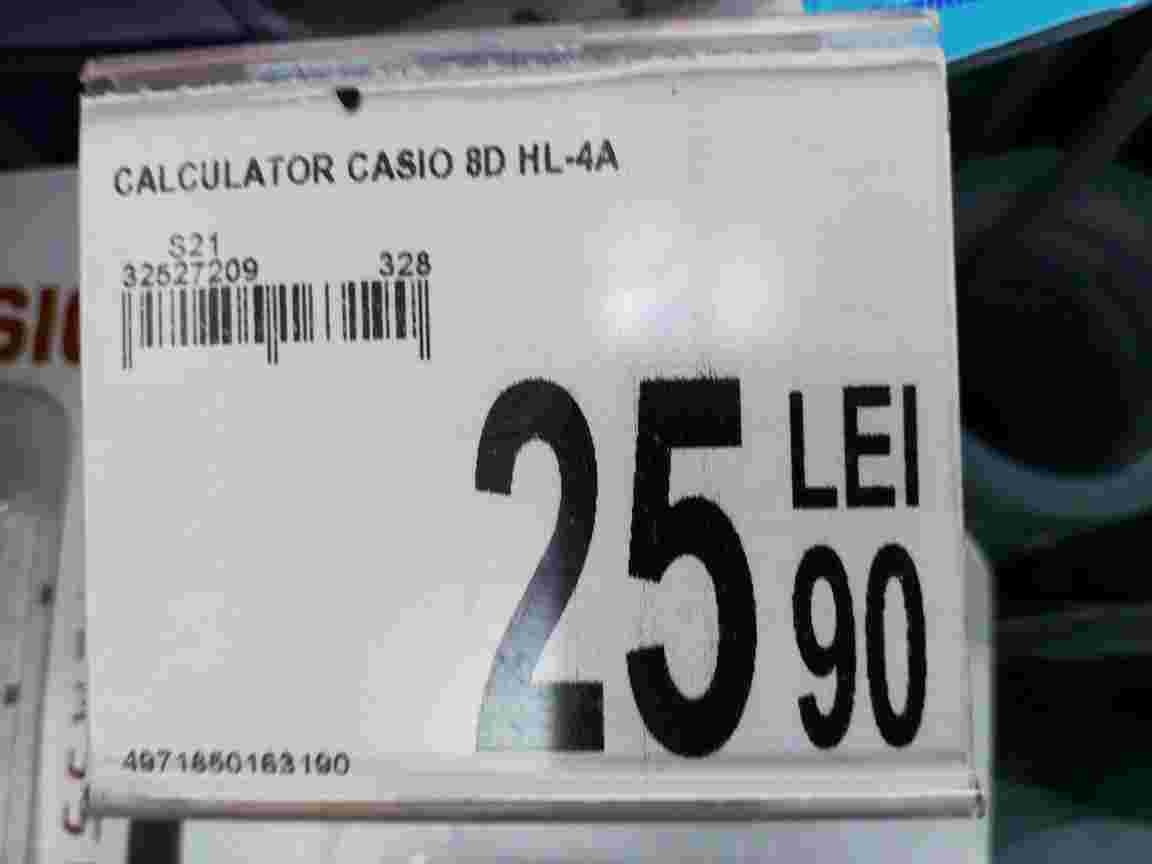 CALCULATOR CASIO 8D HL-4A
S21
32527209 328
25 LEI
90
4971850163190